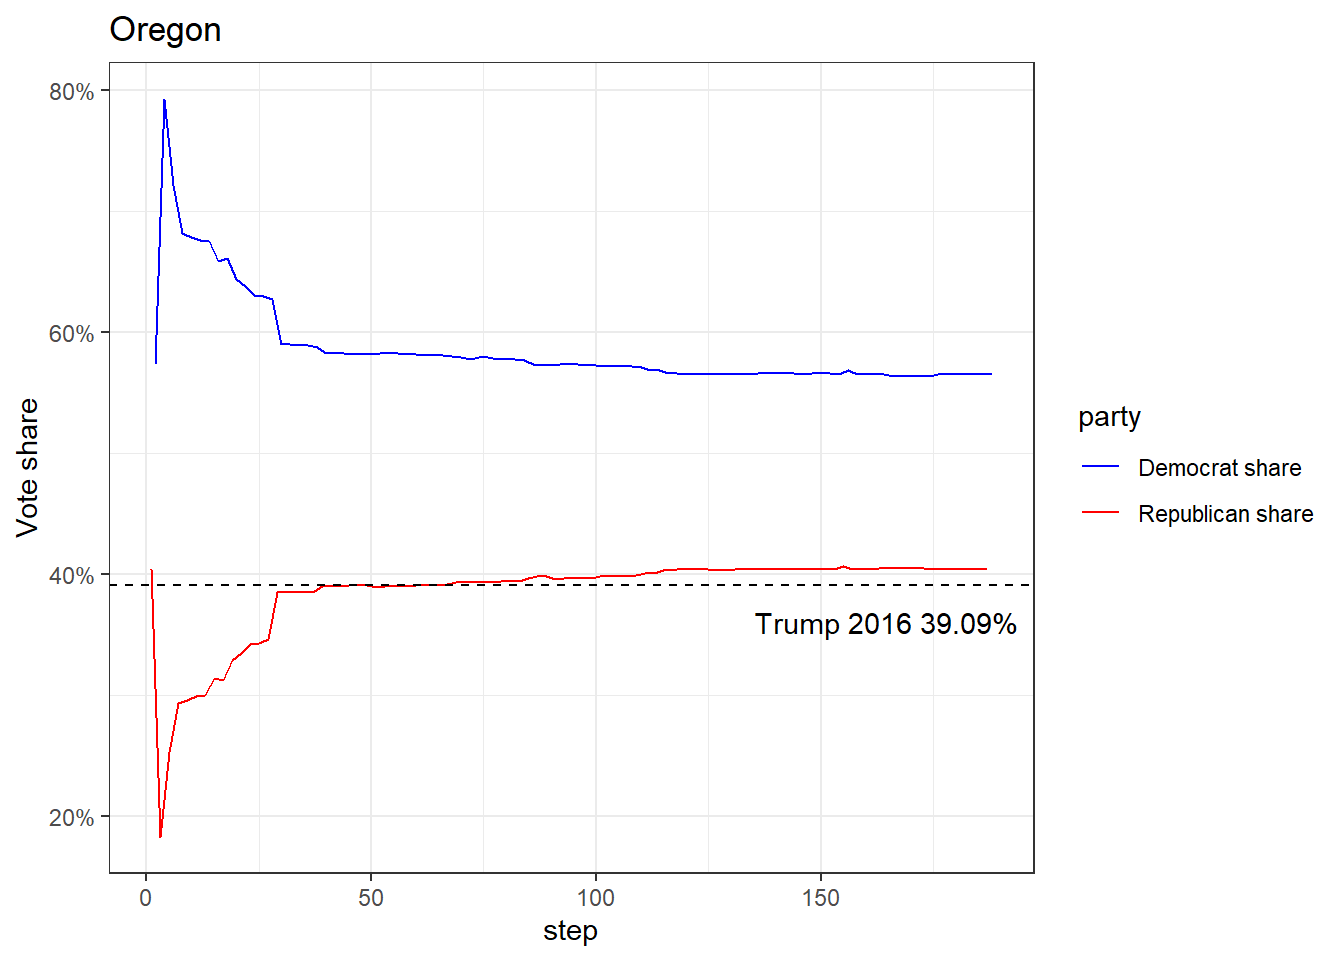 Oregon
80%
60%
40%
20%
Vote share
Trump 2016 39.09%
0
50
100
150
step
party
Democrat share
Republican share